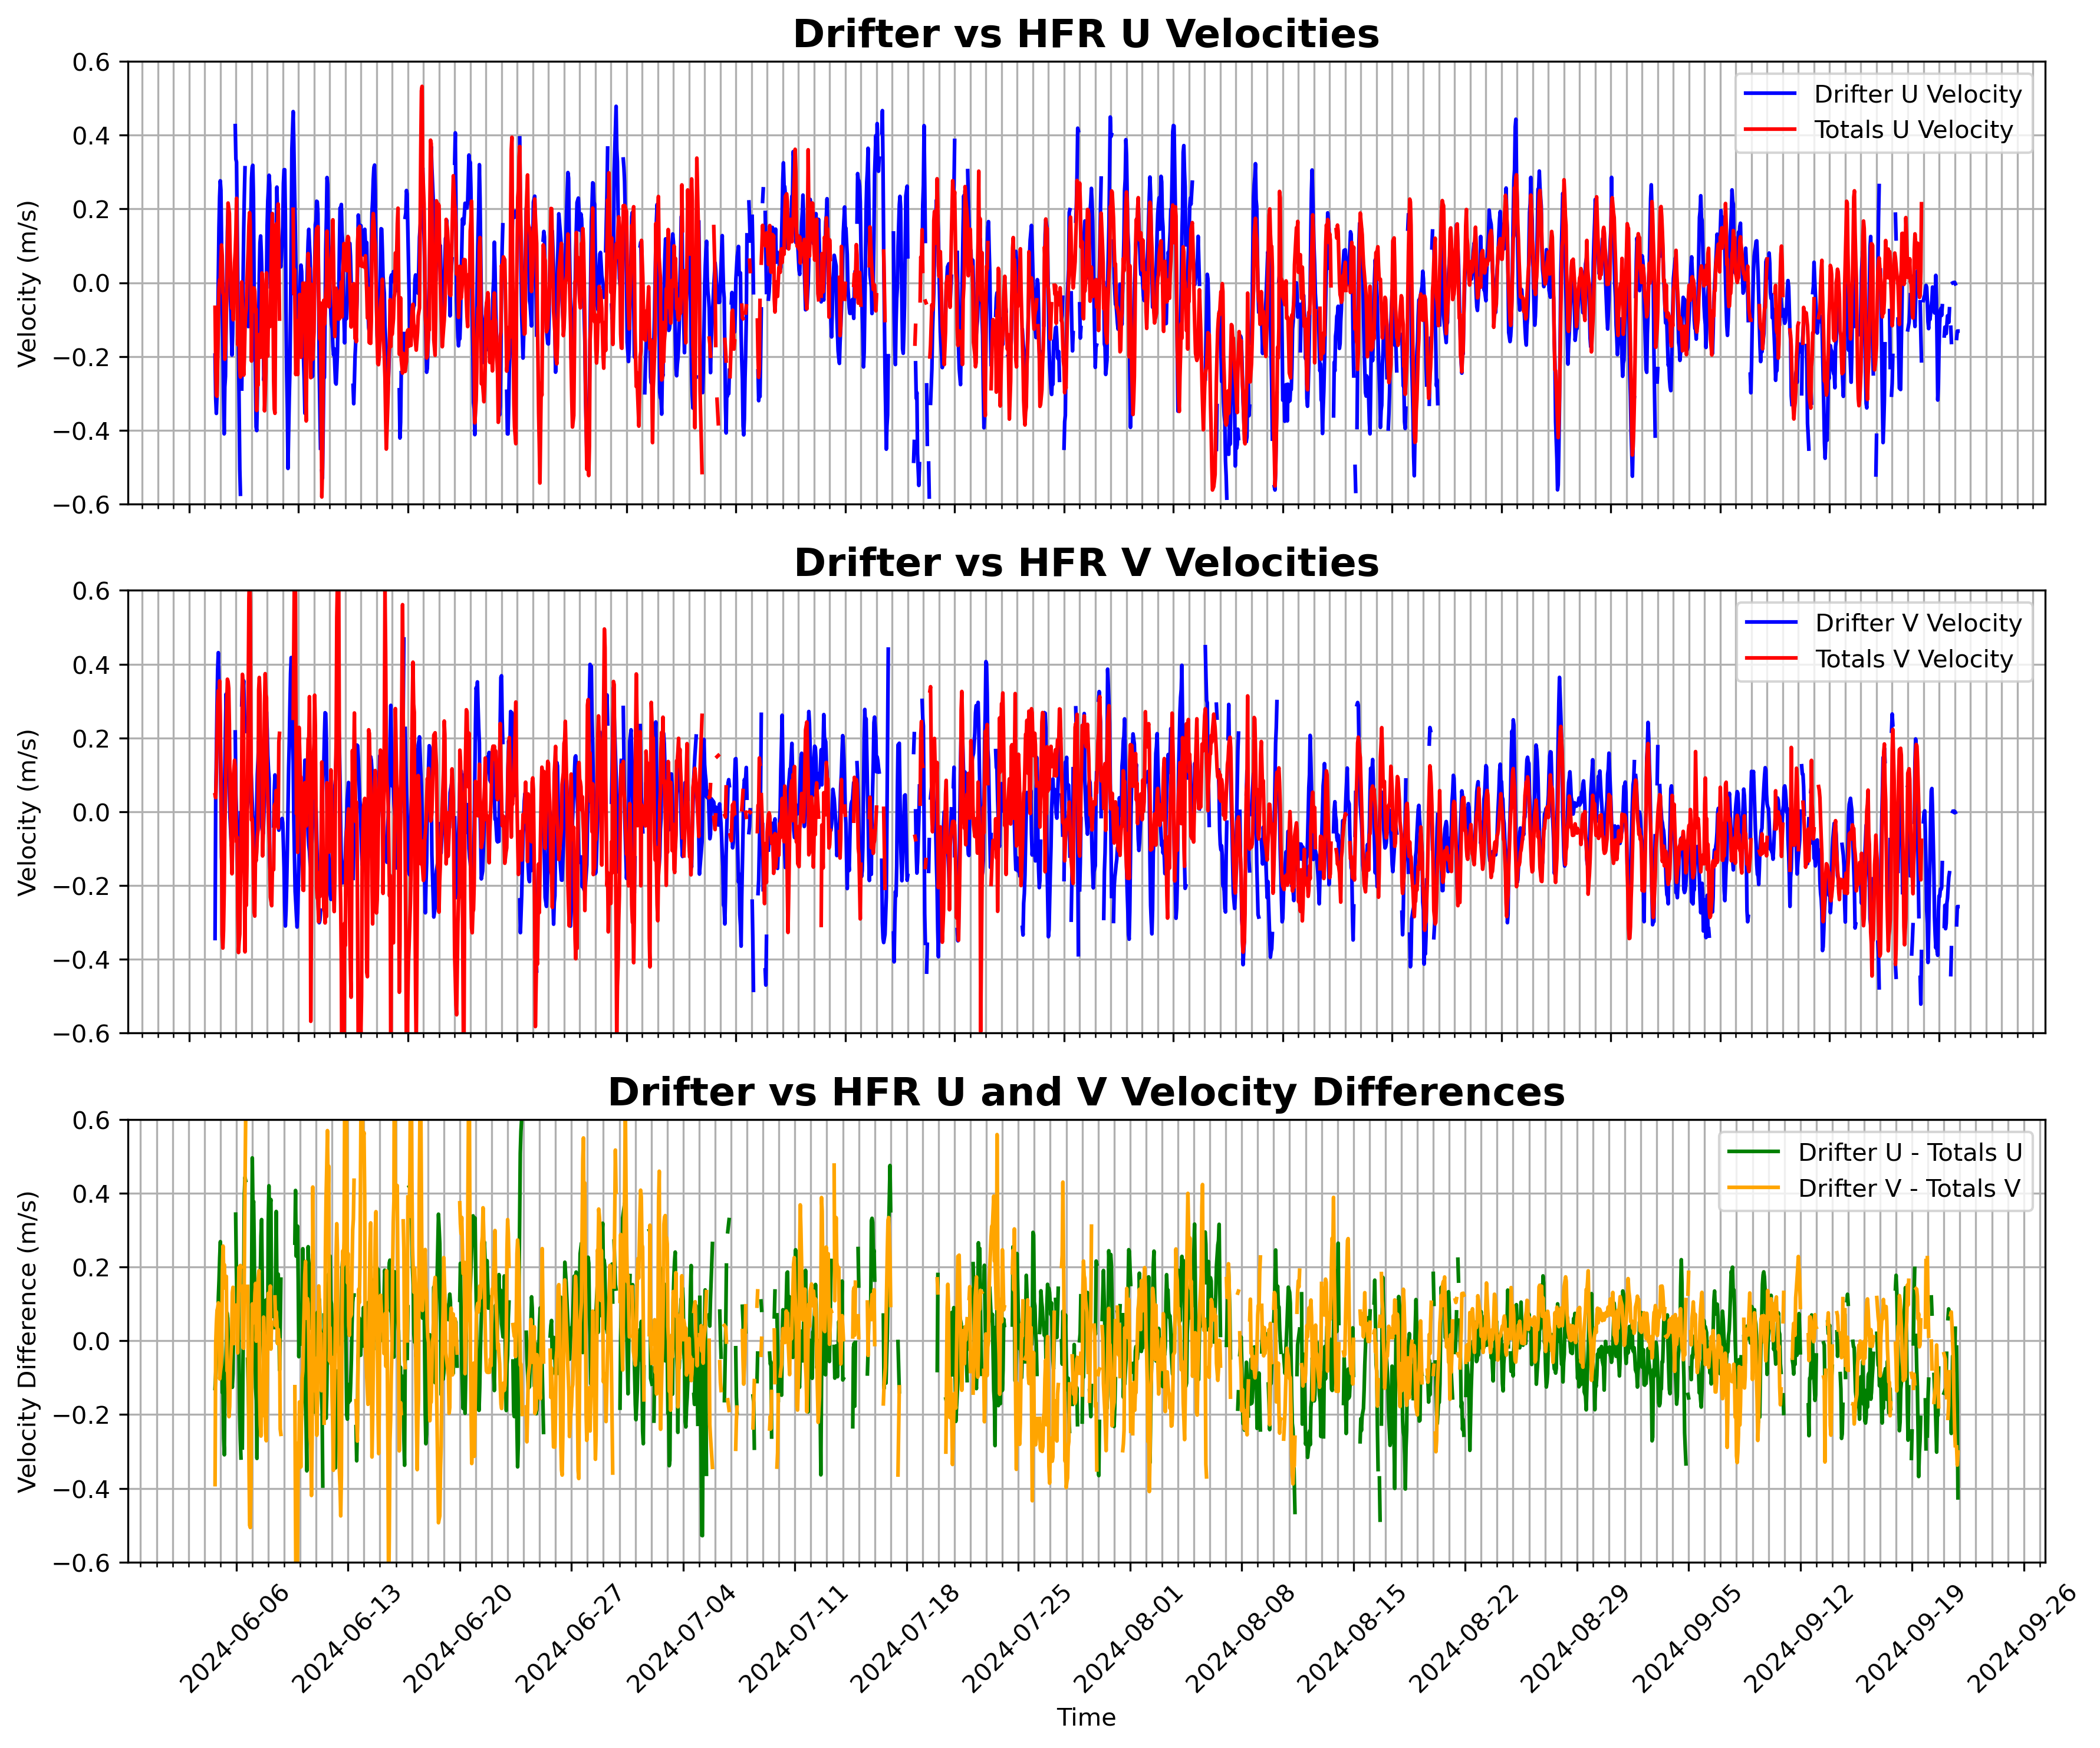 Drifter vs HFR U Velocities
0.6
0.4
0.2
0.0
−0.2
−0.4
−0.6
Velocity (m/s)
Drifter U Velocity
Totals U Velocity
Drifter vs HFR V Velocities
0.6
0.4
0.2
0.0
−0.2
−0.4
−0.6
Velocity (m/s)
Drifter V Velocity
Totals V Velocity
Drifter vs HFR U and V Velocity Differences
0.6
0.4
0.2
0.0
−0.2
−0.4
−0.6
Velocity Difference (m/s)
Drifter U - Totals U
Drifter V - Totals V
2024-06-06
2024-06-13
2024-06-20
2024-06-27
2024-07-04
2024-07-11
2024-07-18
2024-07-25
2024-08-01
2024-08-08
2024-08-15
2024-08-22
2024-08-29
2024-09-05
2024-09-12
2024-09-19
2024-09-26
Time